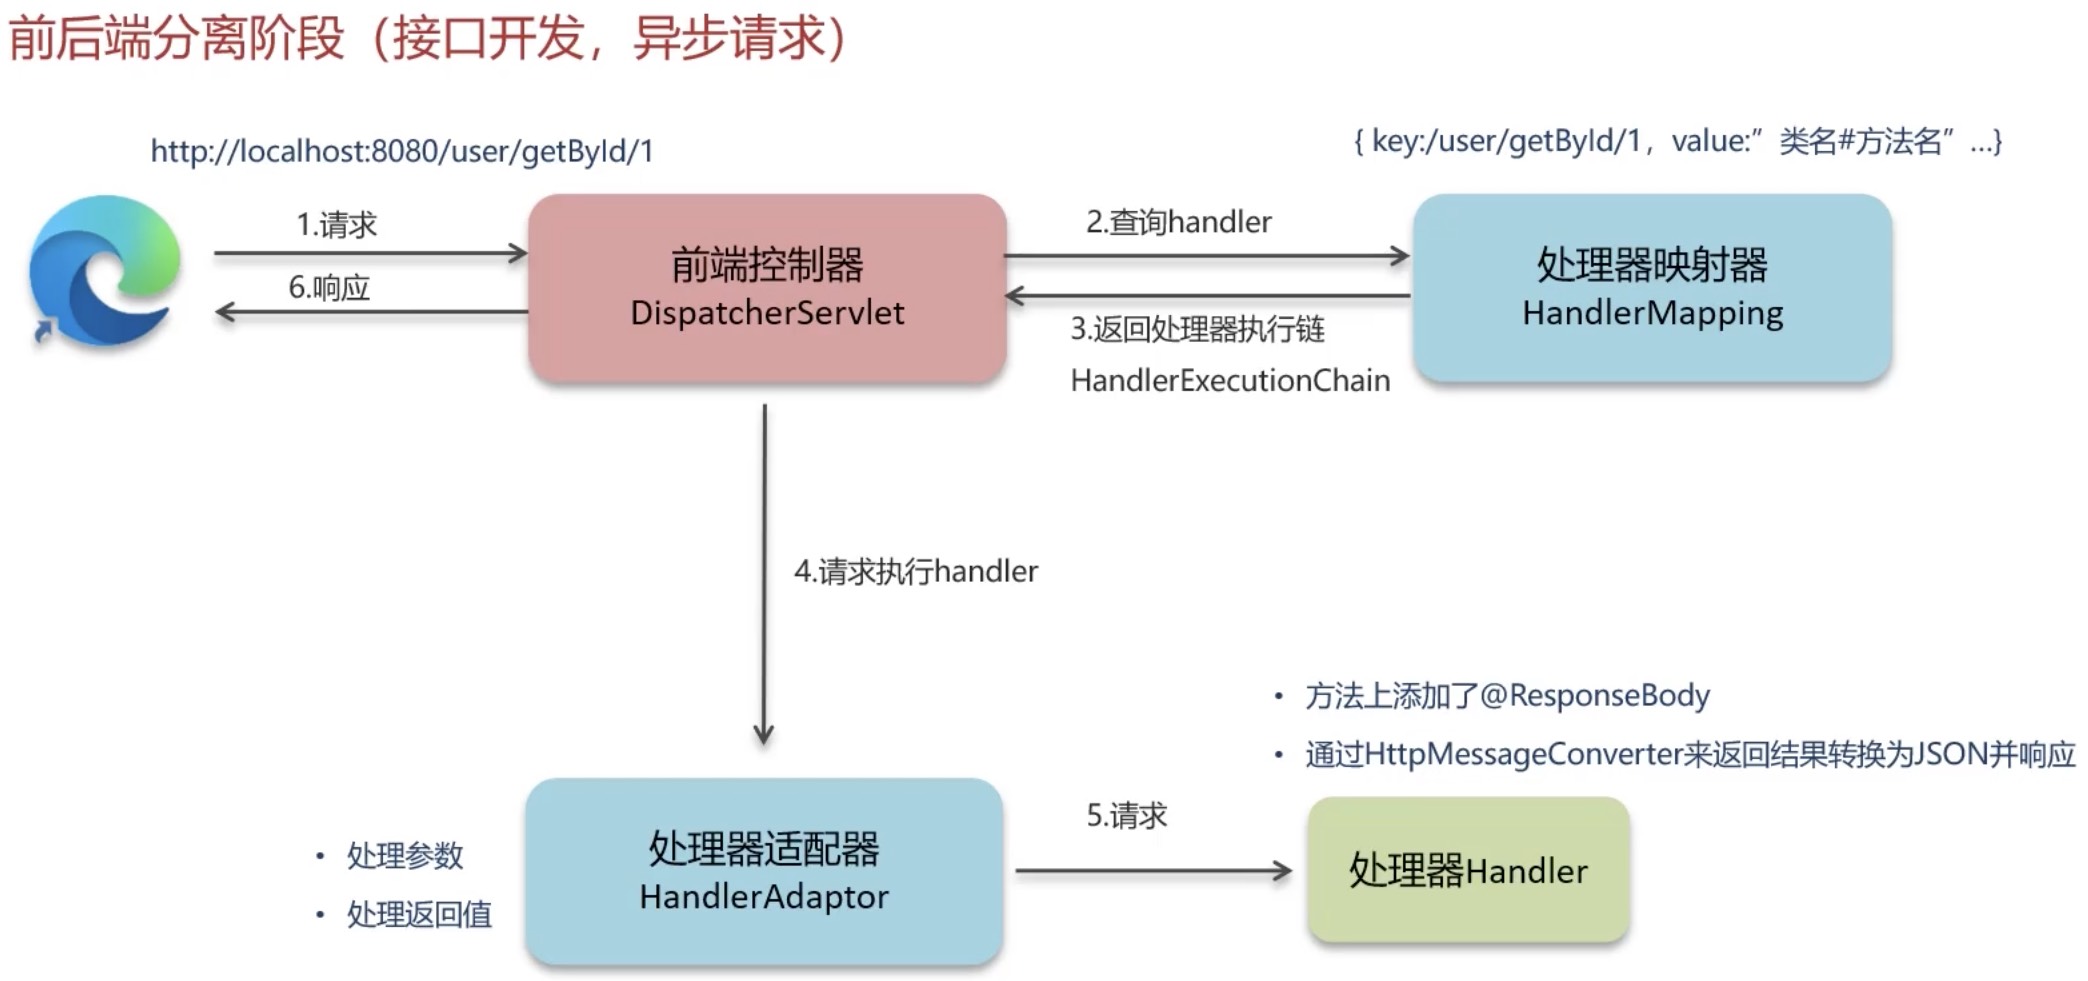 前后端分离阶段（接口开发，异步请求）
http://localhost:8080/user/getById/1
{ key:/user/getById/1，value:”类名#方法名”...}
1.请求
6.响应
前端控制器
DispatcherServlet
2.查询handler
3.返回处理器执行链
HandlerExecutionChain
处理器映射器
HandlerMapping
4.请求执行handler
• 处理参数
• 处理返回值
处理器适配器
HandlerAdaptor
5.请求
• 方法上添加了@ResponseBody
• 通过HttpMessageConverter来返回结果转换为JSON并响应
处理器Handler